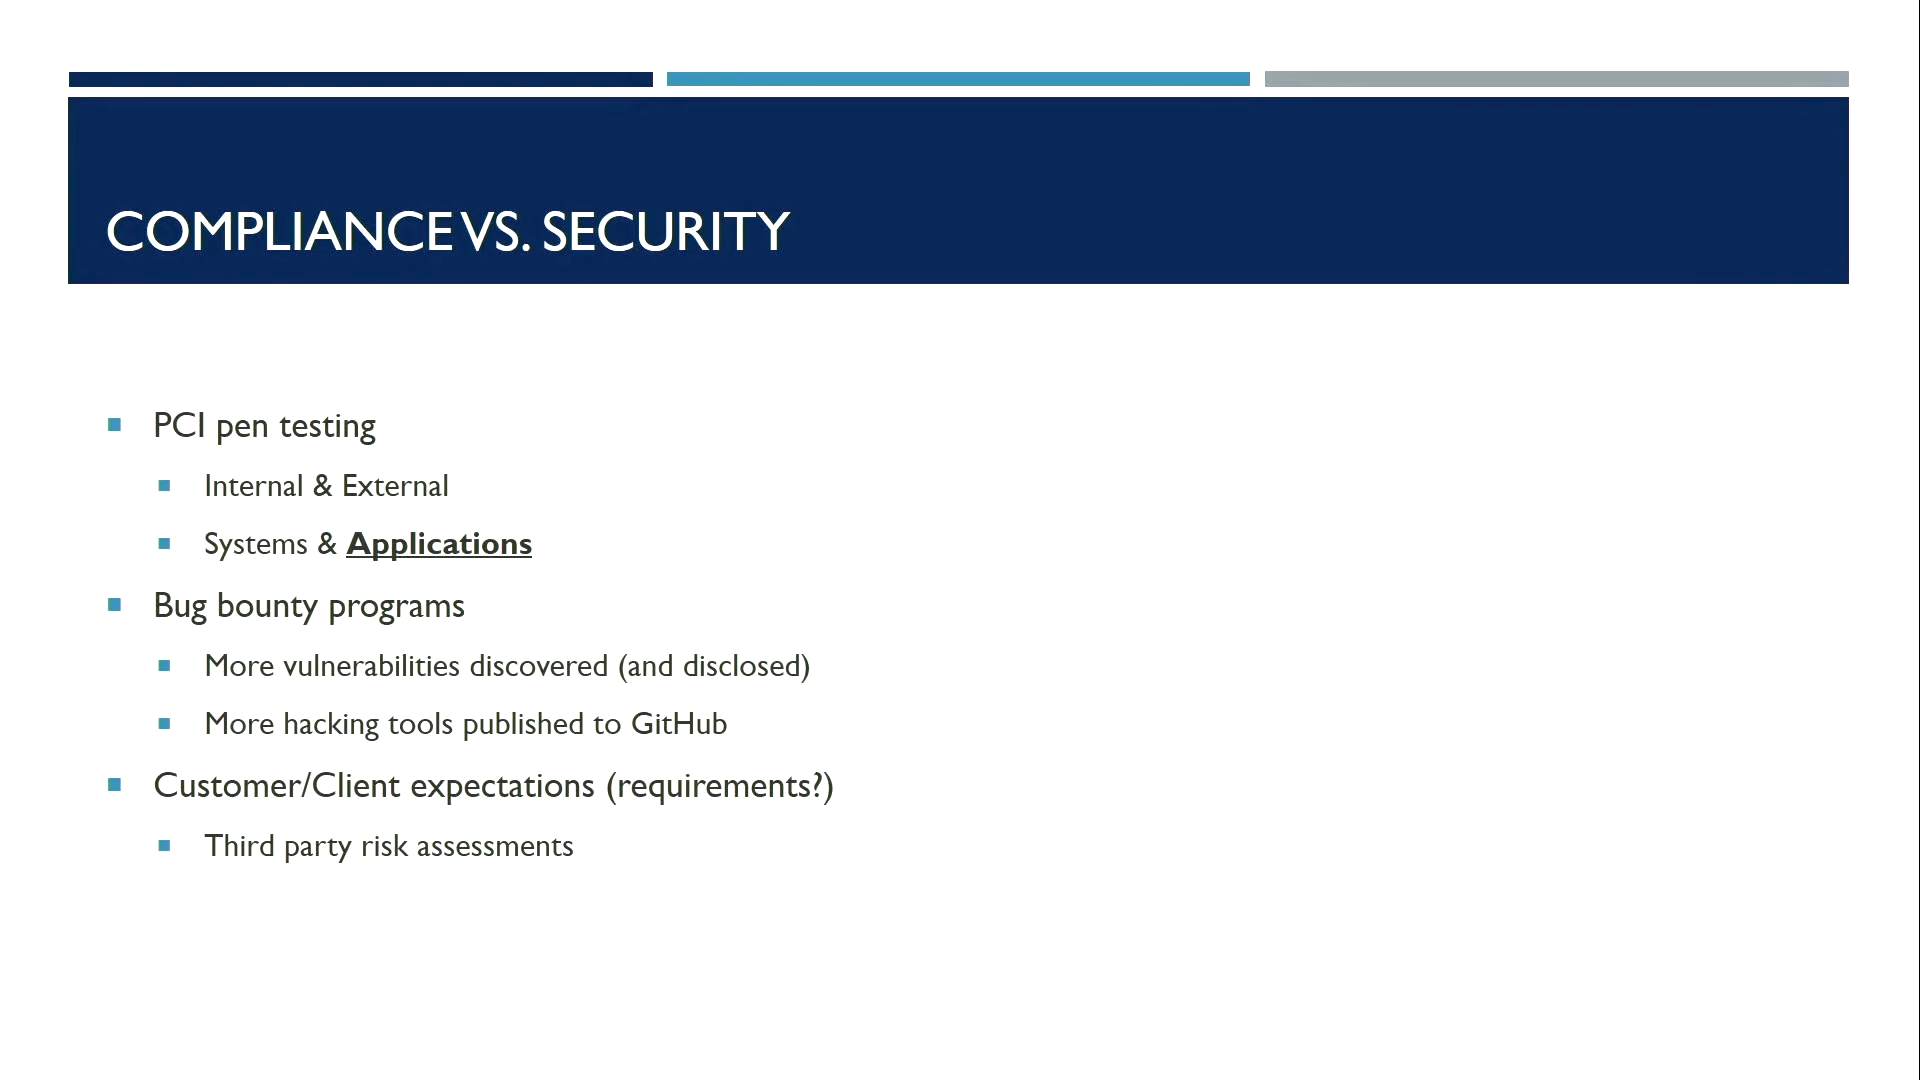 COMPLIANCE VS. SECURITY
PCI pen testing
Internal & External
Systems & Applications
Bug bounty programs
More vulnerabilities discovered (and disclosed)
More hacking tools published to GitHub
Customer/Client expectations (requirements?)
Third party risk assessments